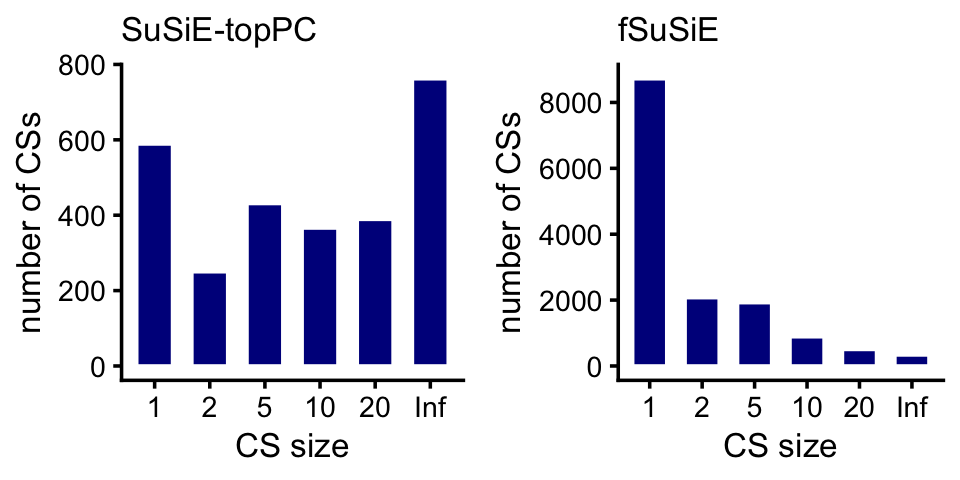 SuSiE-topPC
number of CSs
800
600
400
200
0
1 2 5 10 20 Inf
CS size
fSuSiE
number of CSs
8000
6000
4000
2000
0
1 2 5 10 20 Inf
CS size